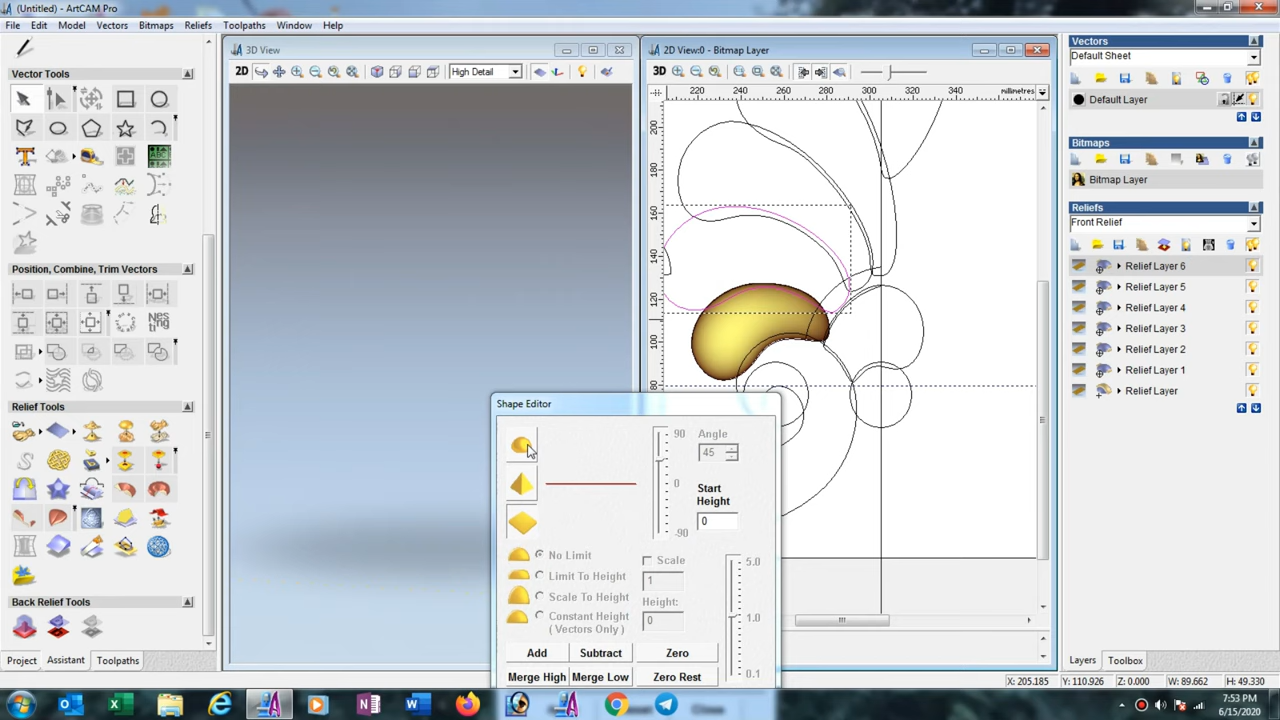 (Untitled) - ArtCAM Pro
File Edit Model Vectors Bitmaps Reliefs Toolpaths Window Help
3D View
2D View:0 - Bitmap Layer
Vectors
Default Sheet
2D
High Detail
3D
Vector Tools
220 240 260 280 300 320 340 millimetres
Default Layer
200
180
160
140
120
100
80
Bitmaps
Bitmap Layer
Reliefs
Front Relief
Relief Layer 6
Relief Layer 5
Relief Layer 4
Relief Layer 3
Relief Layer 2
Relief Layer 1
Relief Layer
Position, Combine, Trim Vectors
Relief Tools
Back Relief Tools
Shape Editor
90
0
-90
Angle
45
Start
Height
0
No Limit
Limit To Height
Scale To Height
Constant Height
( Vectors Only )
Scale
1
Height:
0
5.0
1.0
0.1
Add Subtract Zero
Merge High Merge Low Zero Rest
Project Assistant Toolpaths
Layers Toolbox
X: 205.185 Y: 110.926 Z: 0.000 W: 89.662 H: 49.330
7:53 PM
6/15/2020